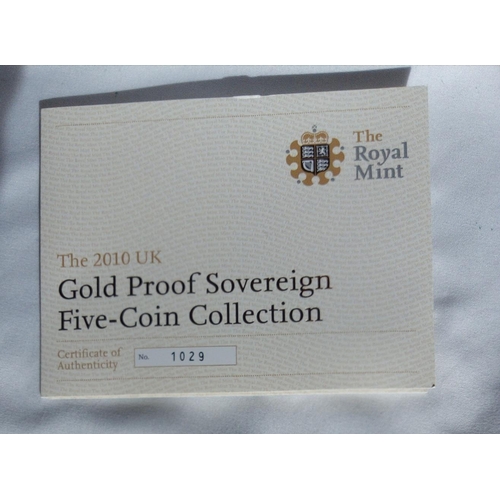 The
Royal
Mint
The 2010 UK
Gold Proof Sovereign
Five-Coin Collection
Certificate of
Authenticity
No. 1029